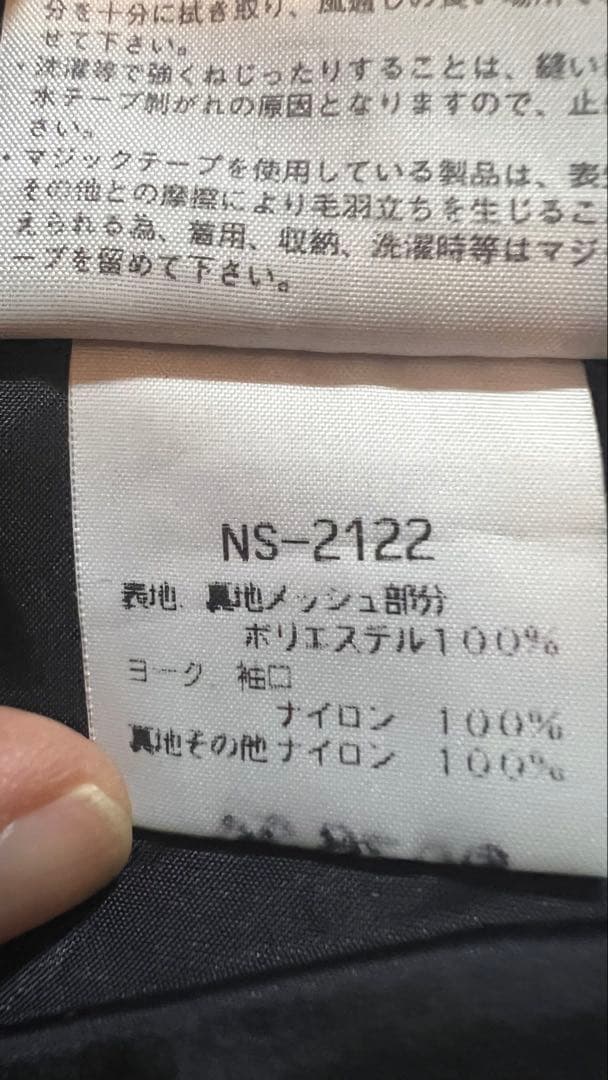 分を十分に拭き取り、風通しの良い場所で
せて下さい。
・洗濯等で強くねじったりすることは、縫い
水テープ剝がれの原因となりますので、止
さい。
・マジックテープを使用している製品は、表
その他との摩擦により毛羽立ちを生じるこ
えられる為、着用、収納、洗濯時等はマジ
ープを留めて下さい。
NS-2122
表地、裏地メッシュ部分
ポリエステル100%
ヨーク 袖口
ナイロン 100%
裏地その他ナイロン 100%